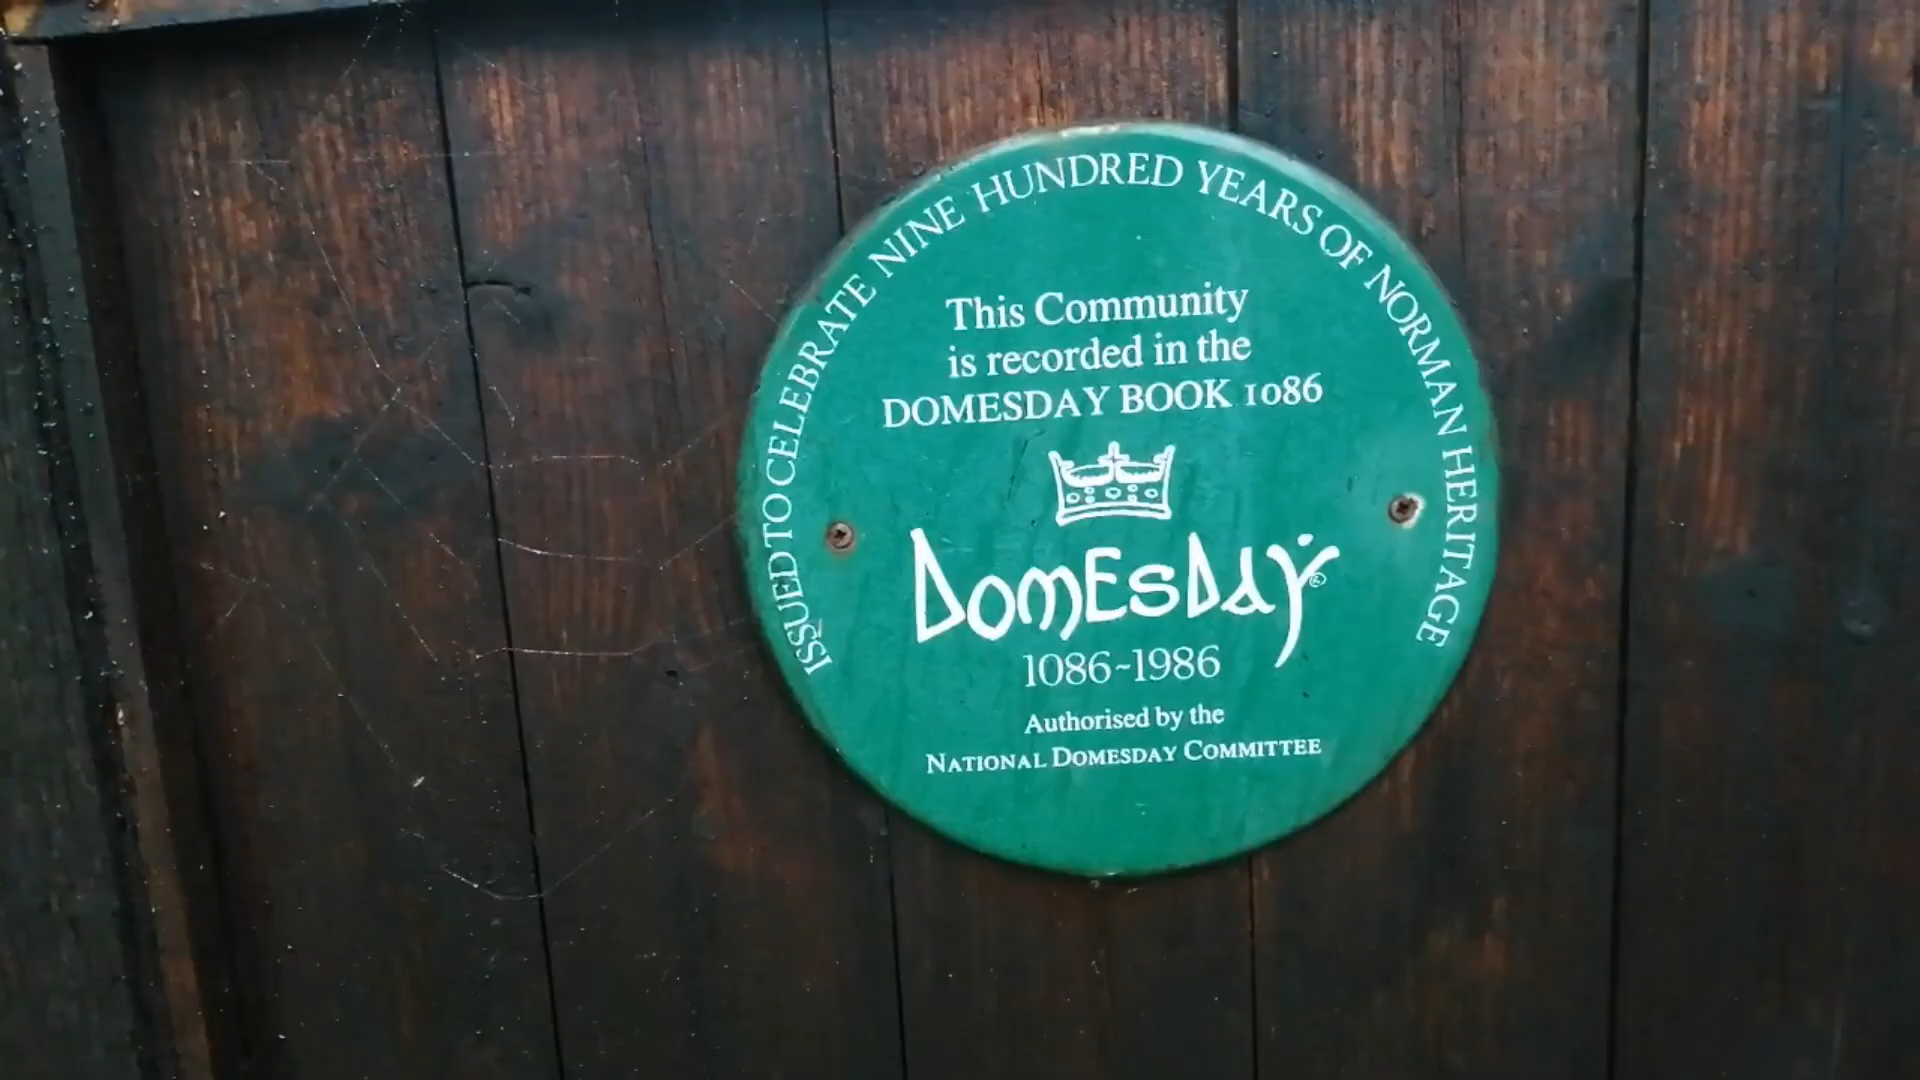 ISSUED TO CELEBRATE NINE HUNDRED YEARS OF NORMAN HERITAGE
This Community
is recorded in the
DOMESDAY BOOK 1086
DOMESDAY
1086~1986
Authorised by the
NATIONAL DOMESDAY COMMITTEE